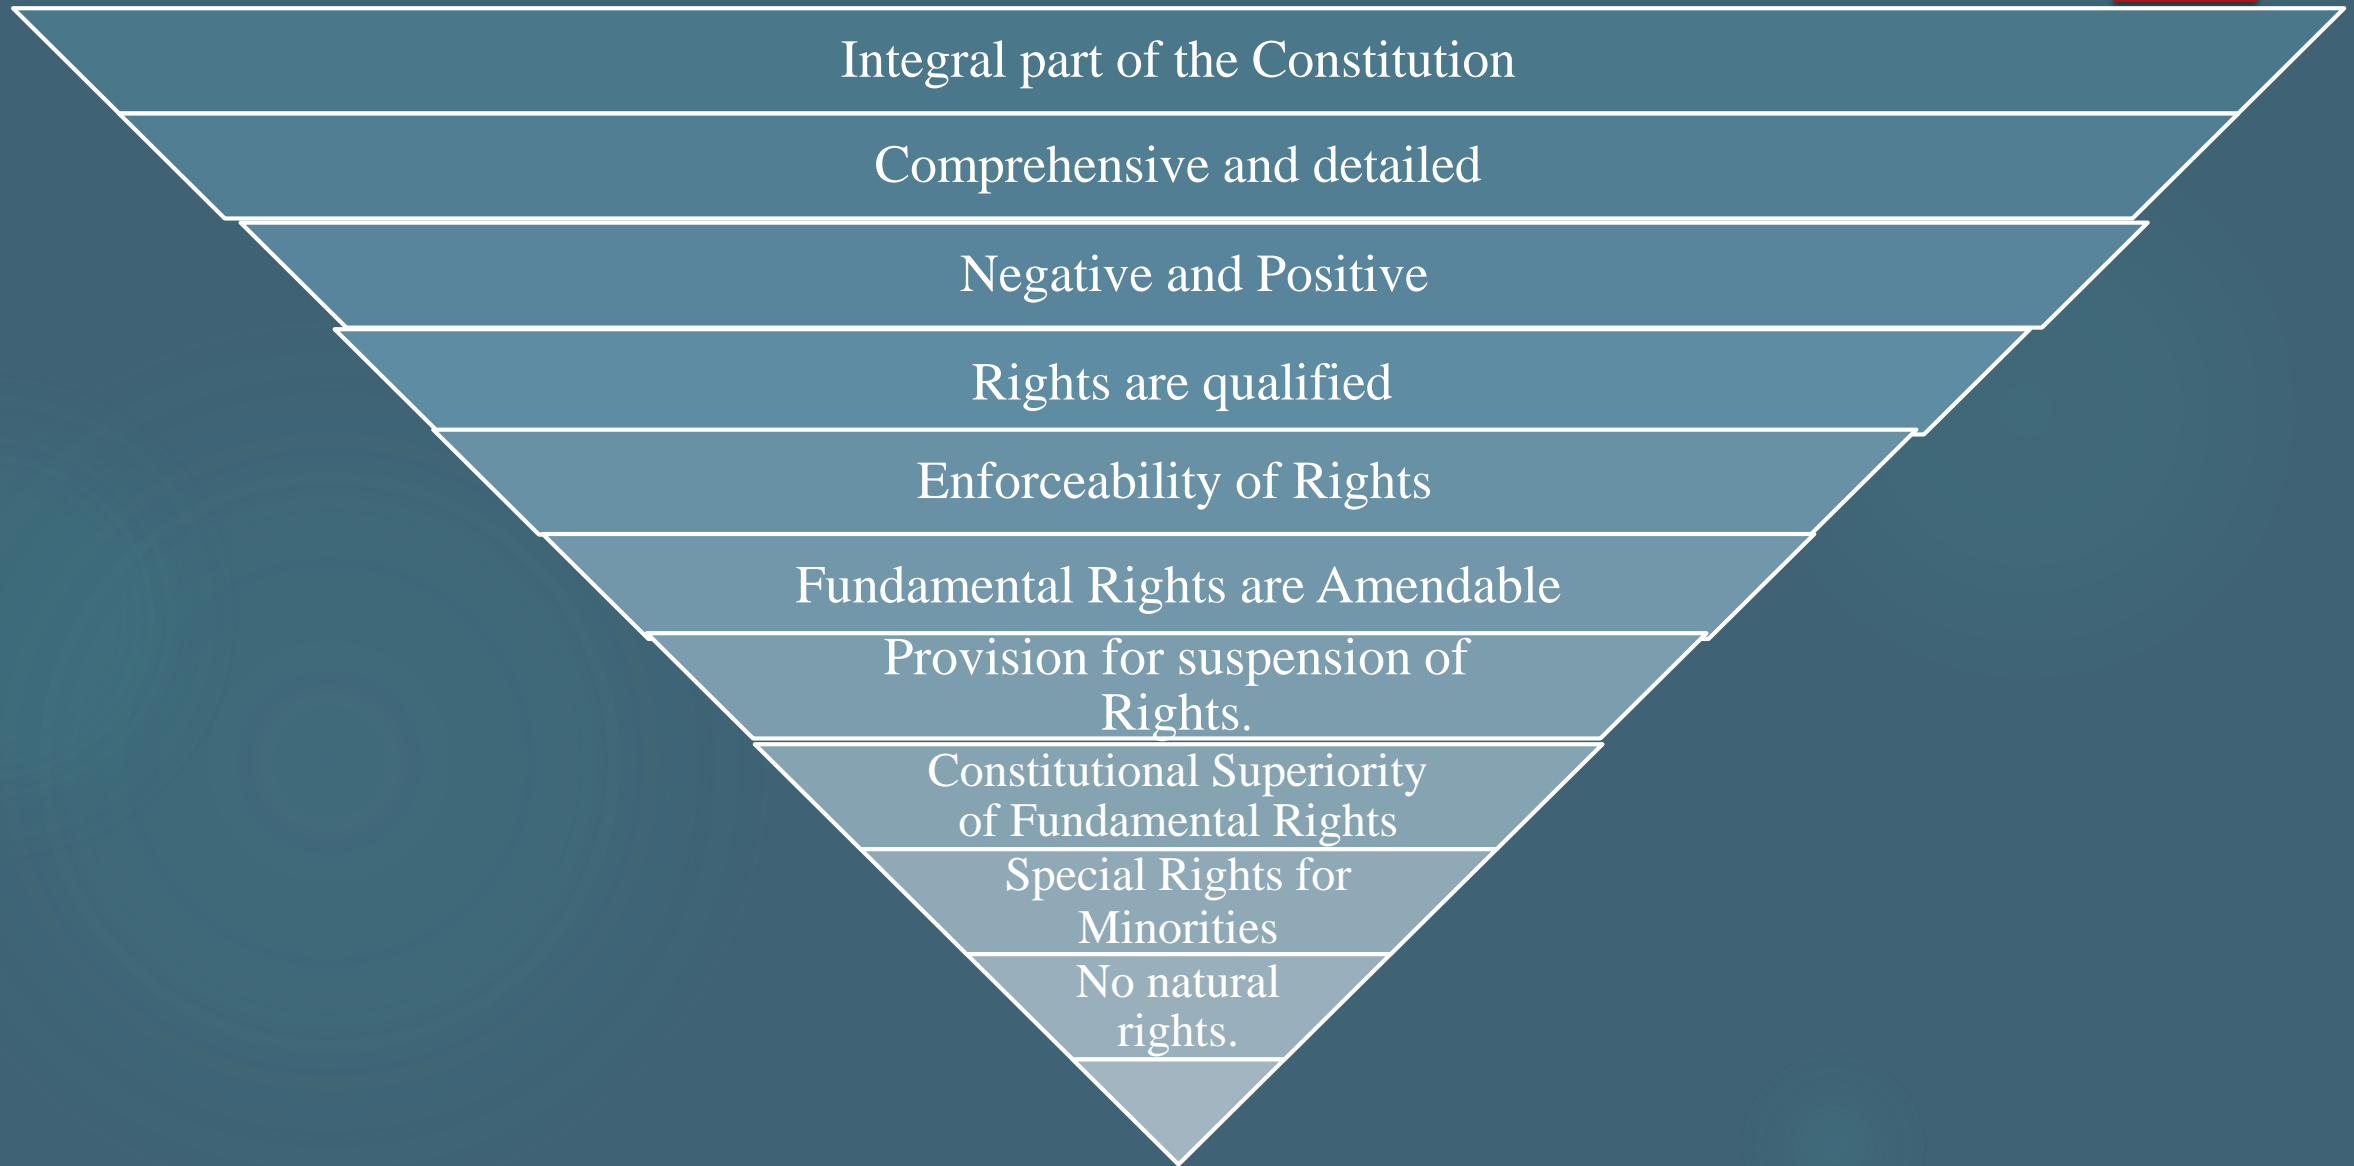 Integral part of the Constitution
Comprehensive and detailed
Negative and Positive
Rights are qualified
Enforceability of Rights
Fundamental Rights are Amendable
Provision for suspension of
Rights.
Constitutional Superiority
of Fundamental Rights
Special Rights for
Minorities
No natural
rights.